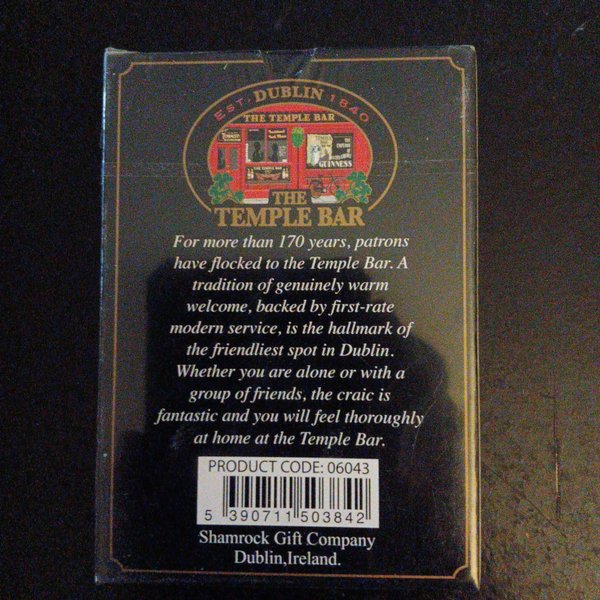 EST. DUBLIN 1840
THE TEMPLE BAR
THE TEMPLE BAR
GUINNESS
THE
TEMPLE BAR
For more than 170 years, patrons
have flocked to the Temple Bar. A
tradition of genuinely warm
welcome, backed by first-rate
modern service, is the hallmark of
the friendliest spot in Dublin.
Whether you are alone or with a
group of friends, the craic is
fantastic and you will feel thoroughly
at home at the Temple Bar.
PRODUCT CODE: 06043
5 390711 503842
Shamrock Gift Company
Dublin,Ireland.